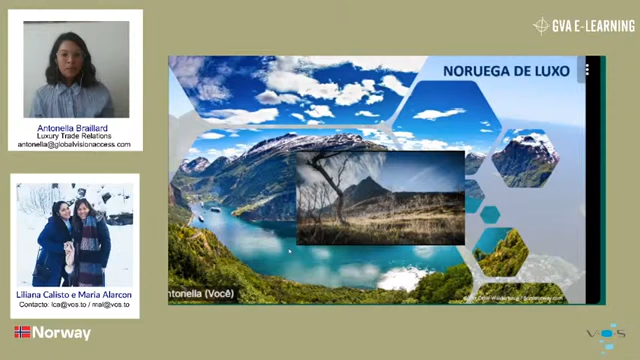 GVA E-LEARNING
NORUEGA DE LUXO
Antonella Braillard
Luxury Trade Relations
antonella@globalvisionaccess.com
Liliana Calisto e Maria Alarcon
Contacto: lca@vos.to / mal@vos.to
ntonella (Você)
Norway
VOS